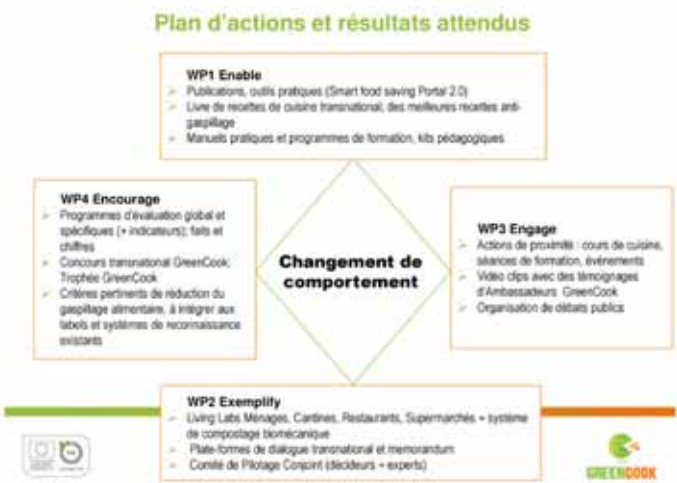 Plan d'actions et résultats attendus
WP1 Enable
Publications, outils pratiques (Smart food saving Portal 2.0)
Livre de recettes de cuisine transnational; des meilleures recettes anti-
gaspillage
Manuels pratiques et programmes de formation, kits pédagogiques
WP4 Encourage
Programmes d'évaluation global et
spécifiques (+ indicateurs); faits et
chiffres
Concours transnational GreenCook;
Trophée GreenCook
Critères pertinents de réduction du
gaspillage alimentaire, à intégrer aux
labels et systèmes de reconnaissance
existants
Changement de
comportement
WP3 Engage
Actions de proximité : cours de cuisine,
séances de formation, événements
Video clips avec des témoignages
d'Ambassadeurs GreenCook
Organisation de débats publics
WP2 Exemplify
Living Labs Ménages, Cantines, Restaurants, Supermarchés + système
de compostage biomécanique
Plate-formes de dialogue transnational et memorandum
Comité de Pilotage Conjoint (décideurs + experts)
GREENCOOK